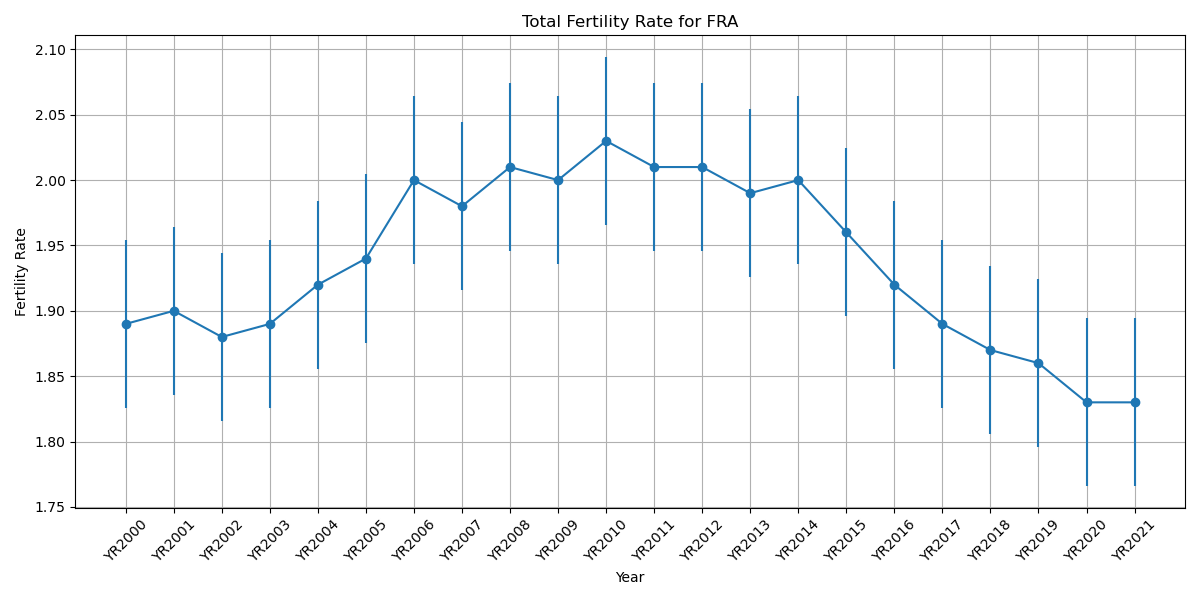 Total Fertility Rate for FRA
Fertility Rate
2.10
2.05
2.00
1.95
1.90
1.85
1.80
1.75
YR2000
YR2001
YR2002
YR2003
YR2004
YR2005
YR2006
YR2007
YR2008
YR2009
YR2010
YR2011
YR2012
YR2013
YR2014
YR2015
YR2016
YR2017
YR2018
YR2019
YR2020
YR2021
Year